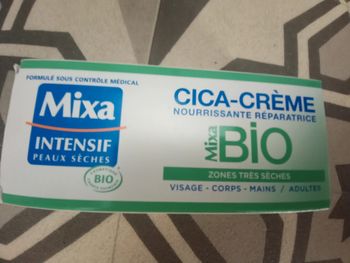 FORMULÉ SOUS CONTRÔLE MÉDICAL
Mixa
INTENSIF
PEAUX SÈCHES
BIO
CICA-CRÈME
NOURRISSANTE RÉPARATRICE
Mixa BiO
ZONES TRÈS SÈCHES
VISAGE - CORPS - MAINS / ADULTES